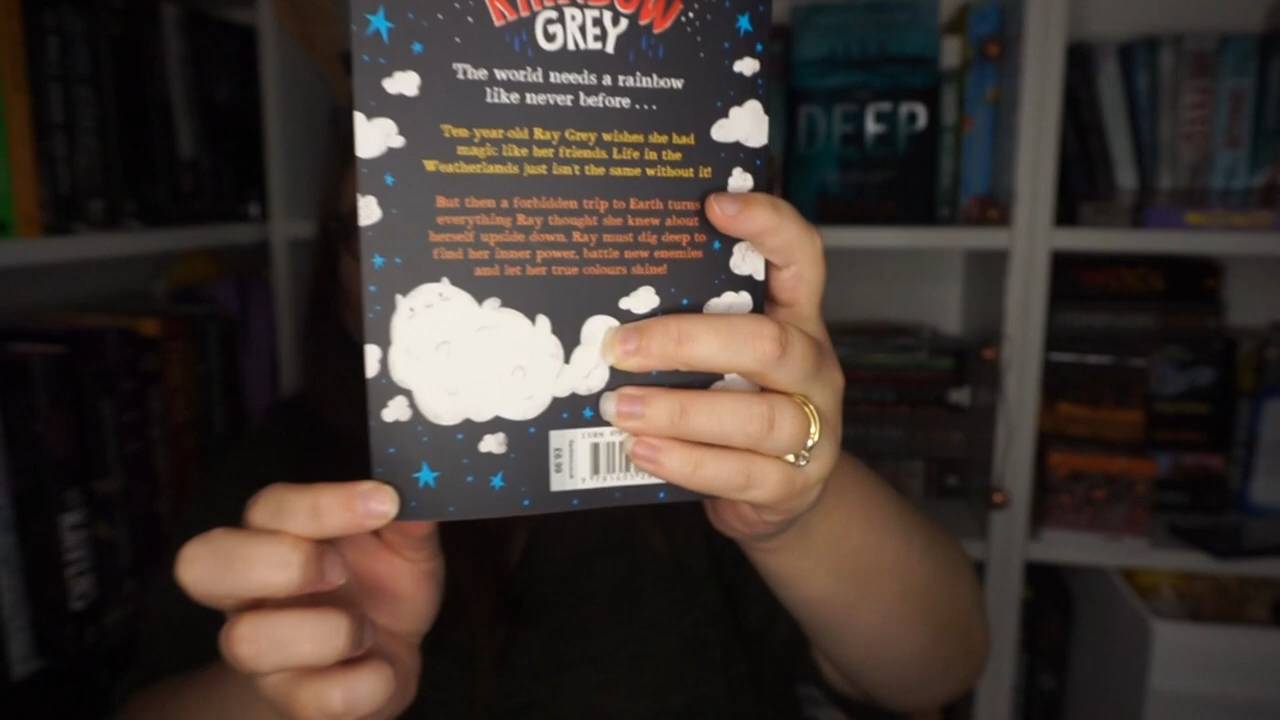 RAINBOW
GREY
The world needs a rainbow
like never before . . .
Ten-year-old Ray Grey wishes she had
magic like her friends. Life in the
Weatherlands just isn't the same without it!
But then a forbidden trip to Earth turns
everything Ray thought she knew about
herself upside down. Ray must dig deep to
find her inner power, battle new enemies
and let her true colours shine!
ISBN
£6.99
DEEP